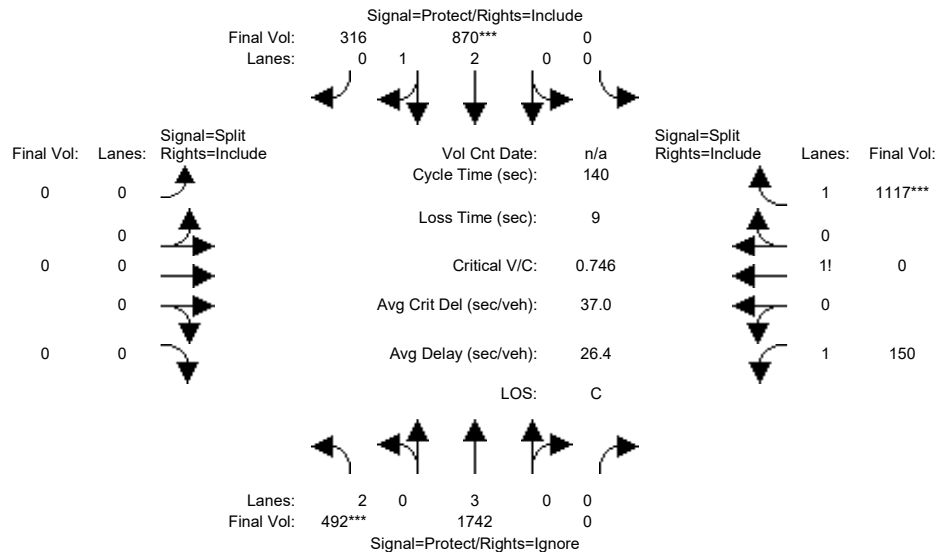 Signal=Protect/Rights=Include
Final Vol: 316 870*** 0
Lanes: 0 1 2 0 0
Signal=Split Signal=Split
Final Vol: Lanes: Rights=Include Vol Cnt Date: n/a Rights=Include Lanes: Final Vol:
Cycle Time (sec): 140
0 0 1 1117***
Loss Time (sec): 9
0 0
0 0 Critical V/C: 0.746 1! 0
0 Avg Crit Del (sec/veh): 37.0 0
0 0 Avg Delay (sec/veh): 26.4 1 150
LOS: C
Lanes: 2 0 3 0 0
Final Vol: 492*** 1742 0
Signal=Protect/Rights=Ignore